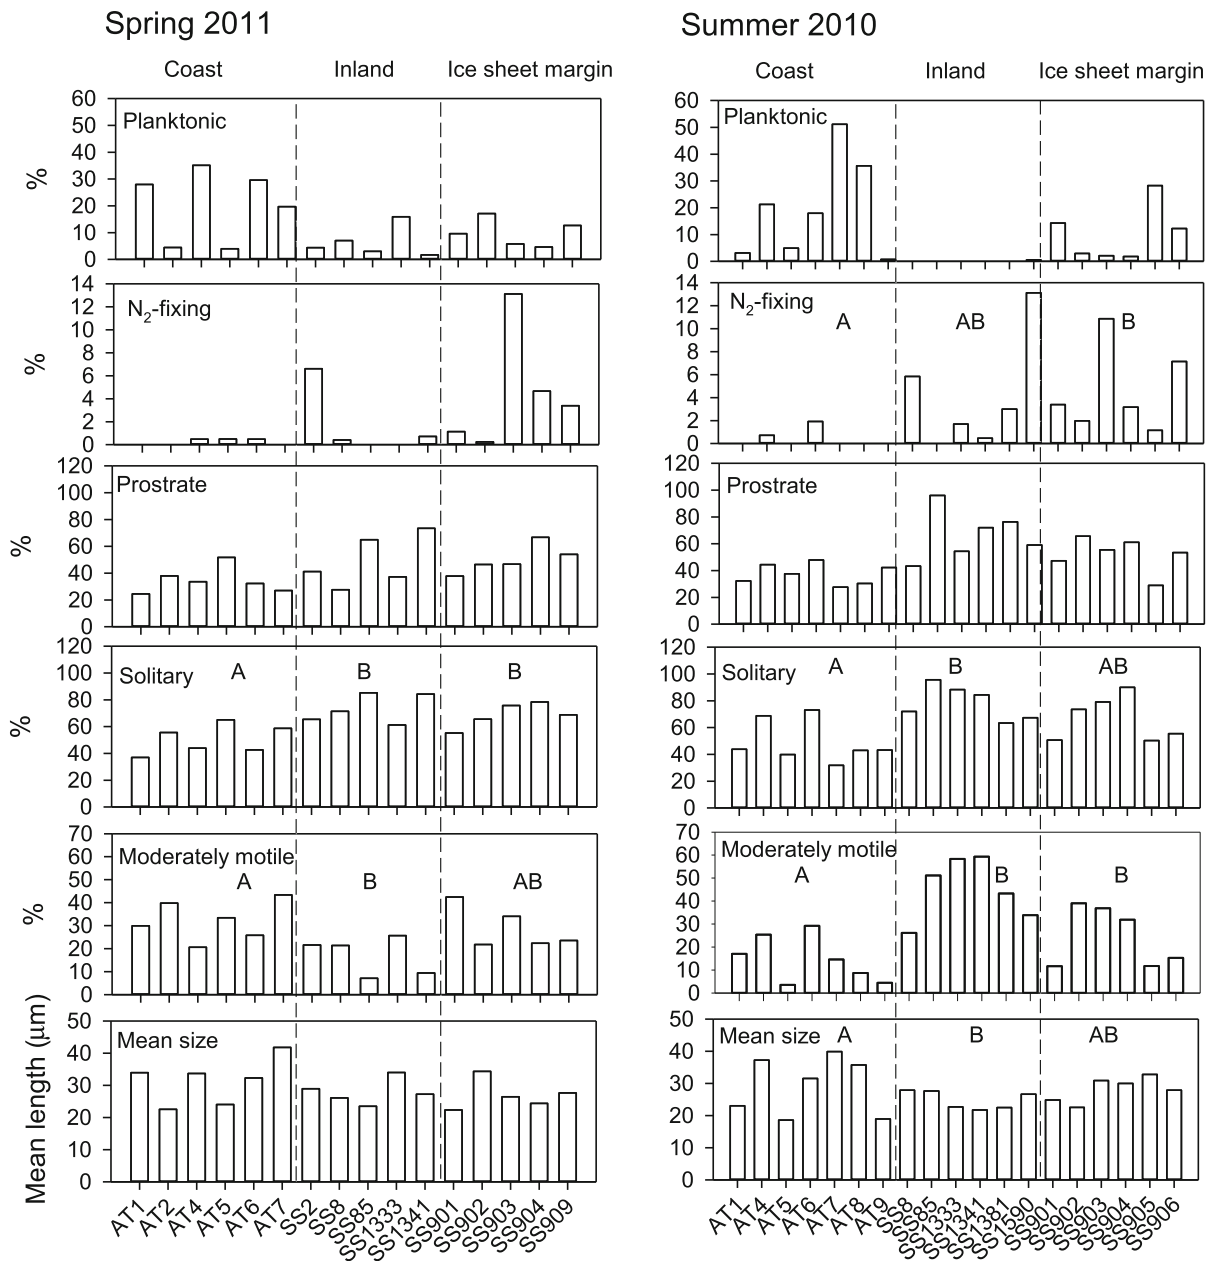 Spring 2011
Summer 2010
Coast Inland Ice sheet margin
Coast Inland Ice sheet margin
%
60
50
40
30
20
10
0
Planktonic
60
50
40
30
20
10
0
Planktonic
%
14
12
10
8
6
4
2
0
N2-fixing
14
12
10
8
6
4
2
0
N2-fixing
A AB B
%
120
100
80
60
40
20
0
Prostrate
120
100
80
60
40
20
0
Prostrate
%
120
100
80
60
40
20
0
Solitary A B B
120
100
80
60
40
20
0
Solitary A B AB
%
70
60
50
40
30
20
10
0
Moderately motile
A B AB
70
60
50
40
30
20
10
0
Moderately motile
A B B
Mean length (μm)
50
40
30
20
10
0
Mean size
50
40
30
20
10
0
Mean size A B AB
AT1
AT2
AT4
AT5
AT6
AT7
SS2
SS8
SS85
SS1333
SS1341
SS901
SS902
SS903
SS904
SS909
AT1
AT4
AT5
AT6
AT7
AT8
AT9
SS8
SS85
SS1333
SS1341
SS1381
SS1590
SS901
SS902
SS903
SS904
SS905
SS906